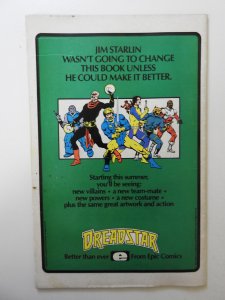 JIM STARLIN
WASN'T GOING TO CHANGE
THIS BOOK UNLESS
HE COULD MAKE IT BETTER.
Starting this summer,
you'll be seeing:
new villains • a new team-mate •
new powers • a new costume •
plus the same great artwork and action
DREADSTAR
Better than ever e From Epic Comics